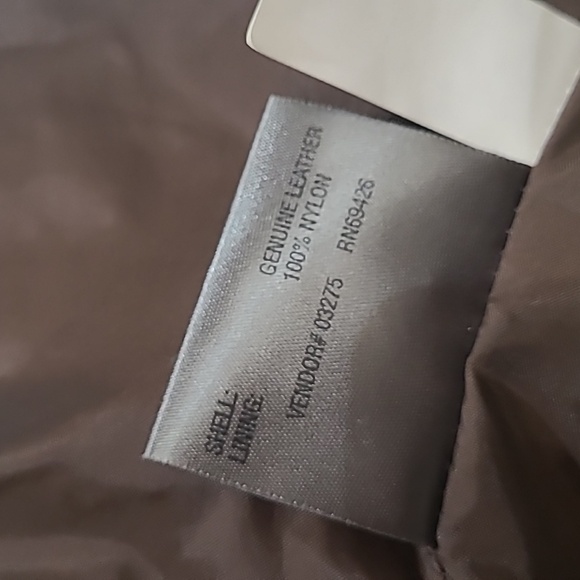 SHELL: GENUINE LEATHER
LINING: 100% NYLON
VENDOR# 03275 RN69426